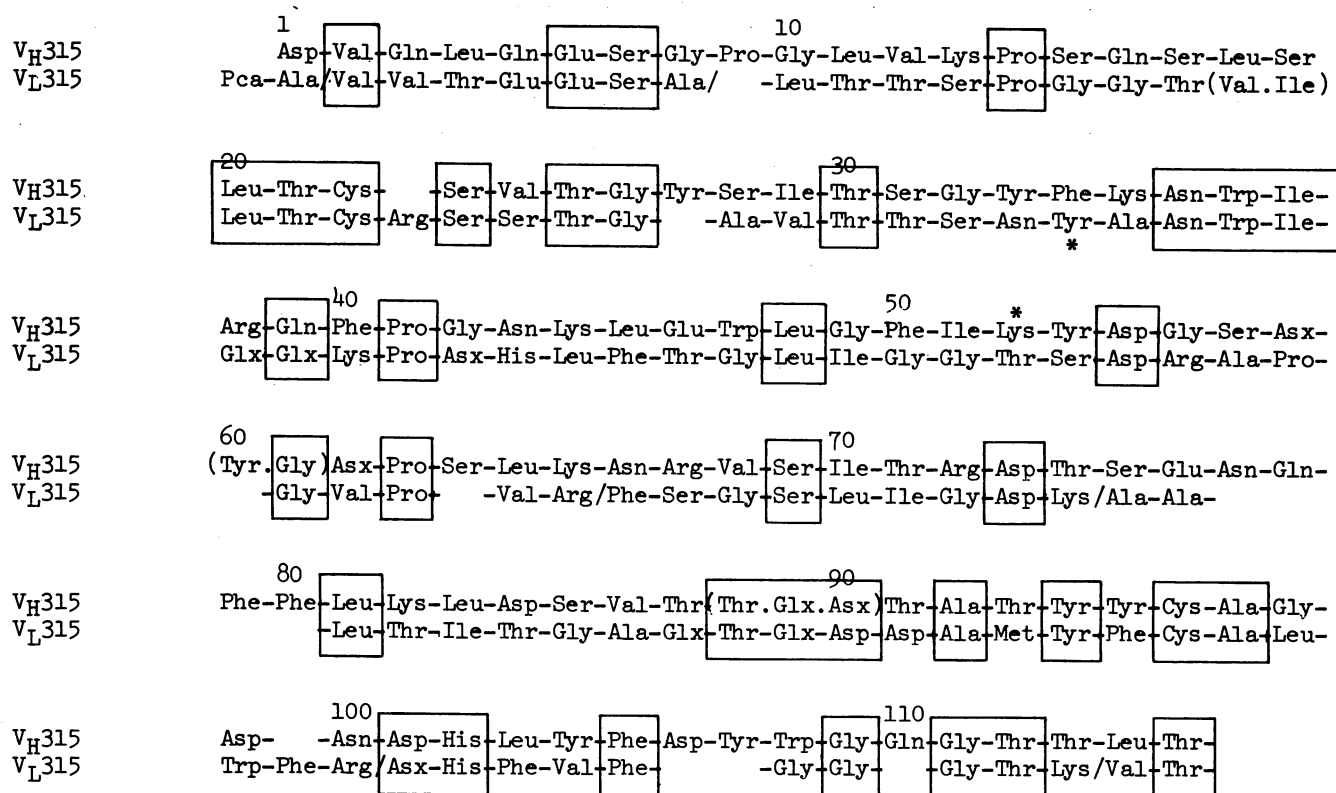 1 10
VH315 Asp-Val-Gln-Leu-Gln-Glu-Ser-Gly-Pro-Gly-Leu-Val-Lys-Pro-Ser-Gln-Ser-Leu-Ser
VL315 Pca-Ala/Val-Val-Thr-Glu-Glu-Ser-Ala/ -Leu-Thr-Thr-Ser-Pro-Gly-Gly-Thr(Val.Ile)
20 30
VH315 Leu-Thr-Cys- -Ser-Val-Thr-Gly-Tyr-Ser-Ile-Thr-Ser-Gly-Tyr-Phe-Lys-Asn-Trp-Ile-
VL315 Leu-Thr-Cys-Arg-Ser-Ser-Thr-Gly- -Ala-Val-Thr-Thr-Ser-Asn-Tyr-Ala-Asn-Trp-Ile-
*
40 50 *
VH315 Arg-Gln-Phe-Pro-Gly-Asn-Lys-Leu-Glu-Trp-Leu-Gly-Phe-Ile-Lys-Tyr-Asp-Gly-Ser-Asx-
VL315 Glx-Glx-Lys-Pro-Asx-His-Leu-Phe-Thr-Gly-Leu-Ile-Gly-Gly-Thr-Ser-Asp-Arg-Ala-Pro-
60 70
VH315 (Tyr.Gly)Asx-Pro-Ser-Leu-Lys-Asn-Arg-Val-Ser-Ile-Thr-Arg-Asp-Thr-Ser-Glu-Asn-Gln-
VL315 -Gly-Val-Pro- -Val-Arg/Phe-Ser-Gly-Ser-Leu-Ile-Gly-Asp-Lys/Ala-Ala-
80 90
VH315 Phe-Phe-Leu-Lys-Leu-Asp-Ser-Val-Thr(Thr.Glx.Asx)Thr-Ala-Thr-Tyr-Tyr-Cys-Ala-Gly-
VL315 -Leu-Thr-Ile-Thr-Gly-Ala-Glx-Thr-Glx-Asp-Asp-Ala-Met-Tyr-Phe-Cys-Ala-Leu-
100 110
VH315 Asp- -Asn-Asp-His-Leu-Tyr-Phe-Asp-Tyr-Trp-Gly-Gln-Gly-Thr-Thr-Leu-Thr-
VL315 Trp-Phe-Arg/Asx-His-Phe-Val-Phe- -Gly-Gly- -Gly-Thr-Lys/Val-Thr-